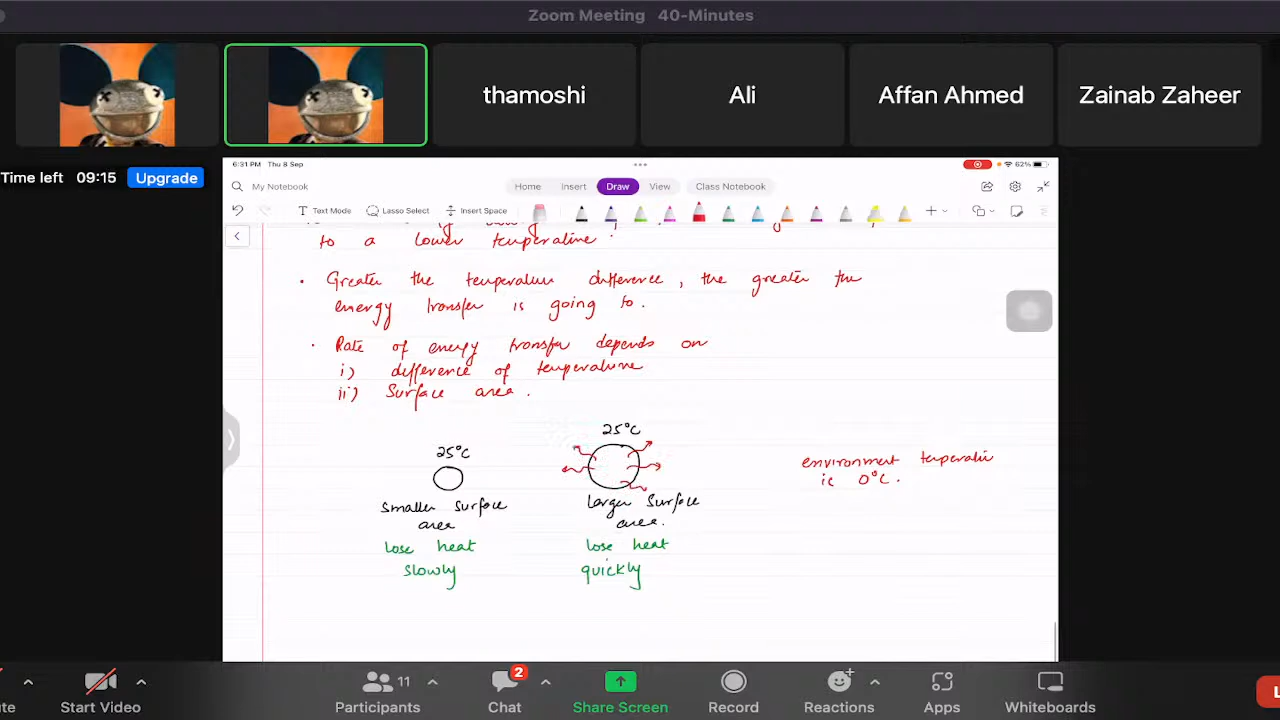 Zoom Meeting 40-Minutes
thamoshi
Ali
Affan Ahmed
Zainab Zaheer
Time left 09:15 Upgrade
6:31 PM Thu 8 Sep
62%
My Notebook
Home Insert Draw View Class Notebook
Text Mode Lasso Select Insert Space
to a lower temperature
. Greater the temperature difference, the greater the
energy transfer is going to.
. Rate of energy transfer depends on
i) difference of temperature
ii) Surface area.
25°C
25°C
environment temperature
is 0°C.
smaller surface
area
larger surface
area.
lose heat
slowly
lose heat
quickly
Start Video
Participants 11
Chat 2
Share Screen
Record
Reactions
Apps
Whiteboards